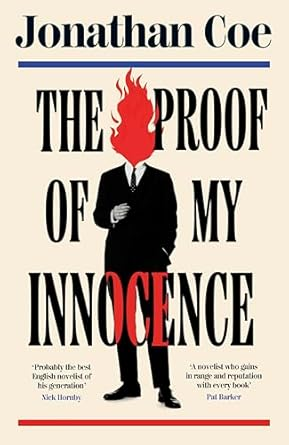 Jonathan Coe
THE PROOF
OF MY
INNOCENCE
‘Probably the best
English novelist of
his generation’
Nick Hornby
‘A novelist who gains
in range and reputation
with every book’
Pat Barker